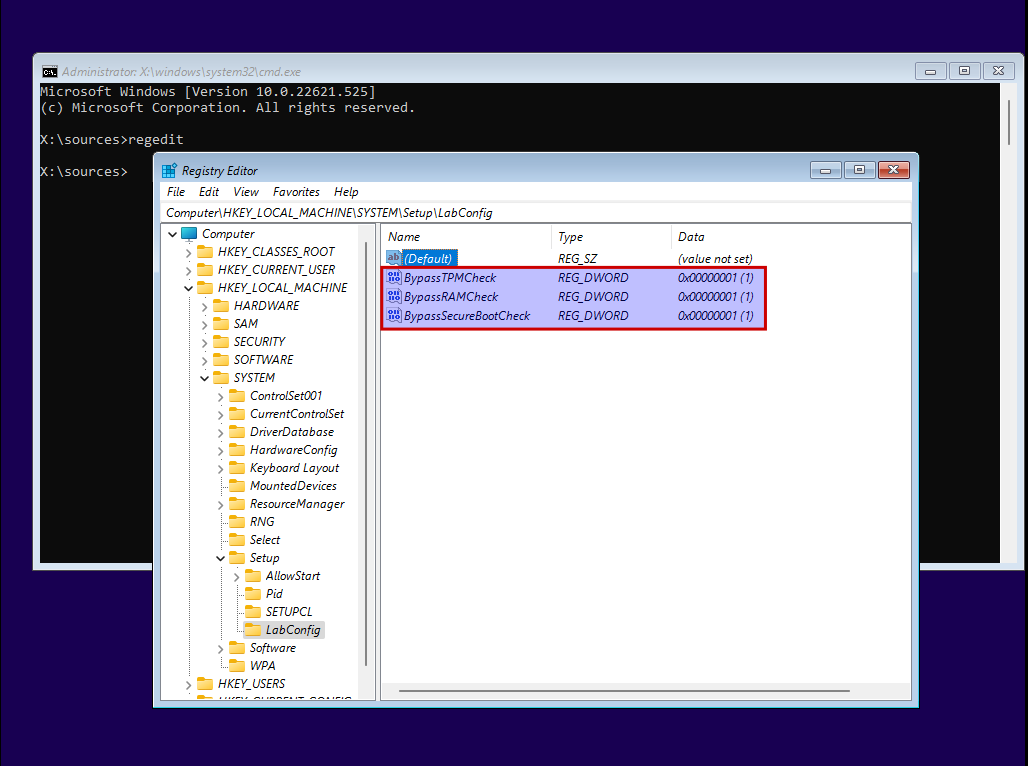 Administrator: X:\windows\system32\cmd.exe
Microsoft Windows [Version 10.0.22621.525]
(c) Microsoft Corporation. All rights reserved.
X:\sources>regedit
X:\sources>
Registry Editor
File Edit View Favorites Help
Computer\HKEY_LOCAL_MACHINE\SYSTEM\Setup\LabConfig
Computer
HKEY_CLASSES_ROOT
HKEY_CURRENT_USER
HKEY_LOCAL_MACHINE
HARDWARE
SAM
SECURITY
SOFTWARE
SYSTEM
ControlSet001
CurrentControlSet
DriverDatabase
HardwareConfig
Keyboard Layout
MountedDevices
ResourceManager
RNG
Select
Setup
AllowStart
Pid
SETUPCL
LabConfig
Software
WPA
HKEY_USERS
HKEY_CURRENT_CONFIG
Name Type Data
(Default) REG_SZ (value not set)
BypassTPMCheck REG_DWORD 0x00000001 (1)
BypassRAMCheck REG_DWORD 0x00000001 (1)
BypassSecureBootCheck REG_DWORD 0x00000001 (1)